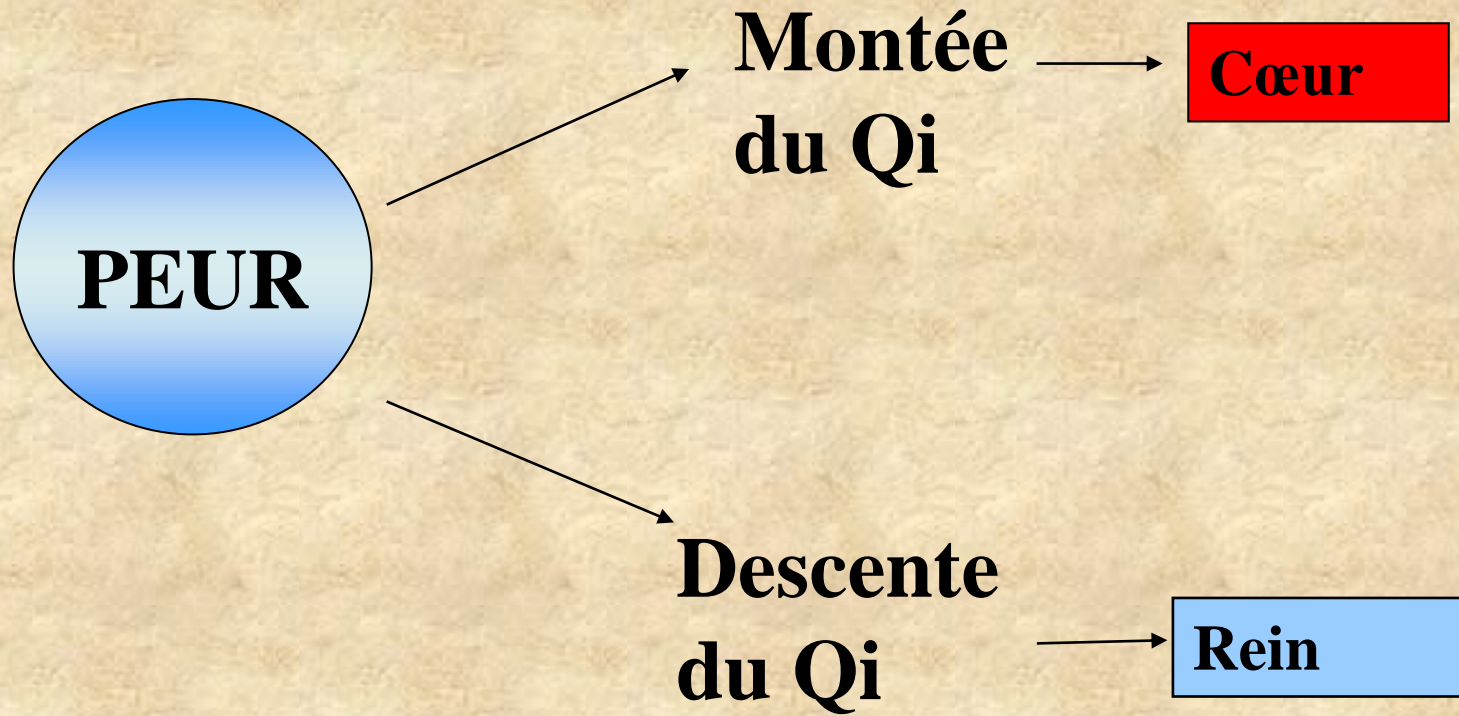 PEUR
Montée
du Qi
Cœur
Descente
du Qi
Rein